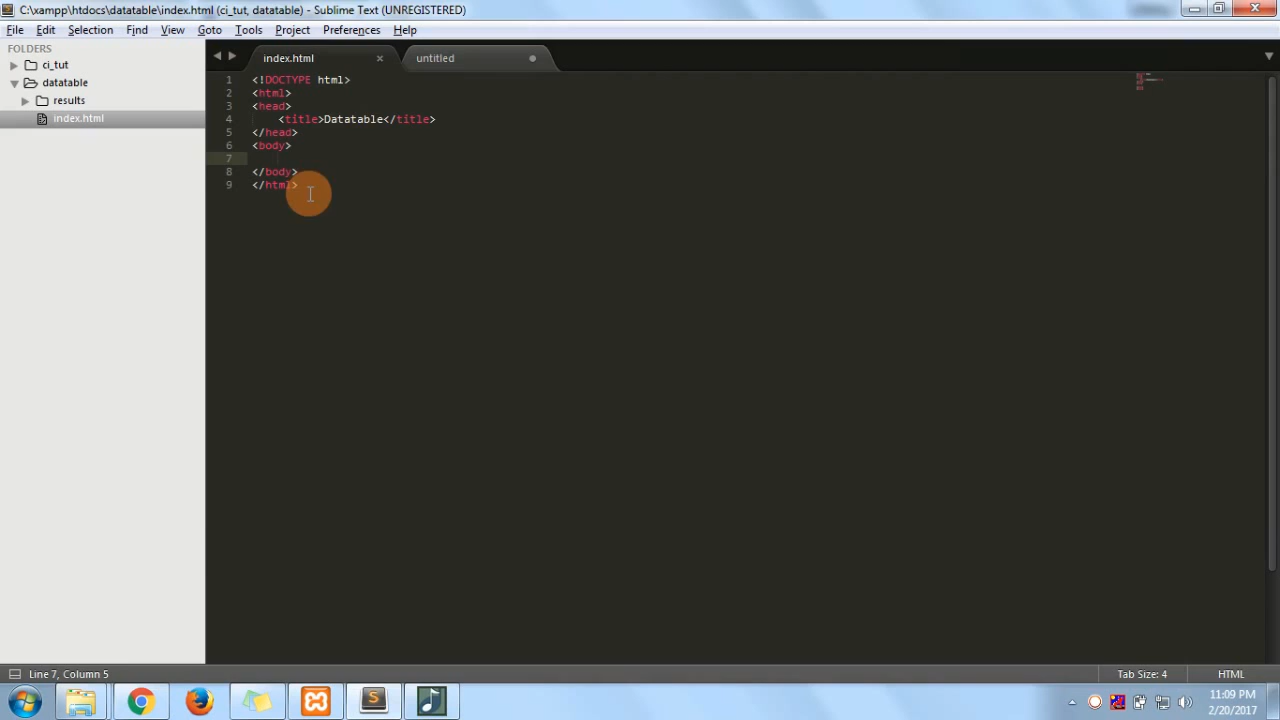 C:\xampp\htdocs\datatable\index.html (ci_tut, datatable) - Sublime Text (UNREGISTERED)
File Edit Selection Find View Goto Tools Project Preferences Help
FOLDERS
ci_tut
datatable
results
index.html
index.html × untitled
1 <!DOCTYPE html>
2 <html>
3 <head>
4 <title>Datatable</title>
5 </head>
6 <body>
7
8 </body>
9 </html>
Line 7, Column 5
Tab Size: 4
HTML
11:09 PM
2/20/2017